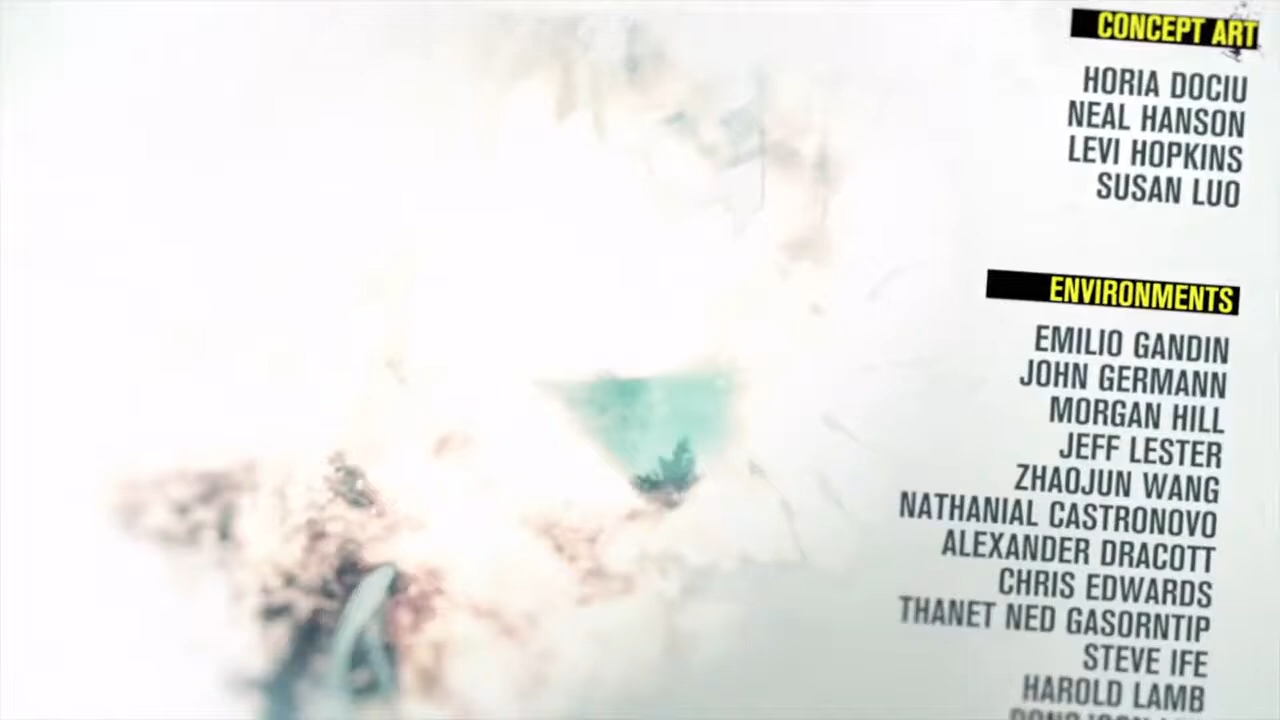 CONCEPT ART
HORIA DOCIU
NEAL HANSON
LEVI HOPKINS
SUSAN LUO
ENVIRONMENTS
EMILIO GANDIN
JOHN GERMANN
MORGAN HILL
JEFF LESTER
ZHAOJUN WANG
NATHANIAL CASTRONOVO
ALEXANDER DRACOTT
CHRIS EDWARDS
THANET NED GASORNTIP
STEVE IFE
HAROLD LAMB